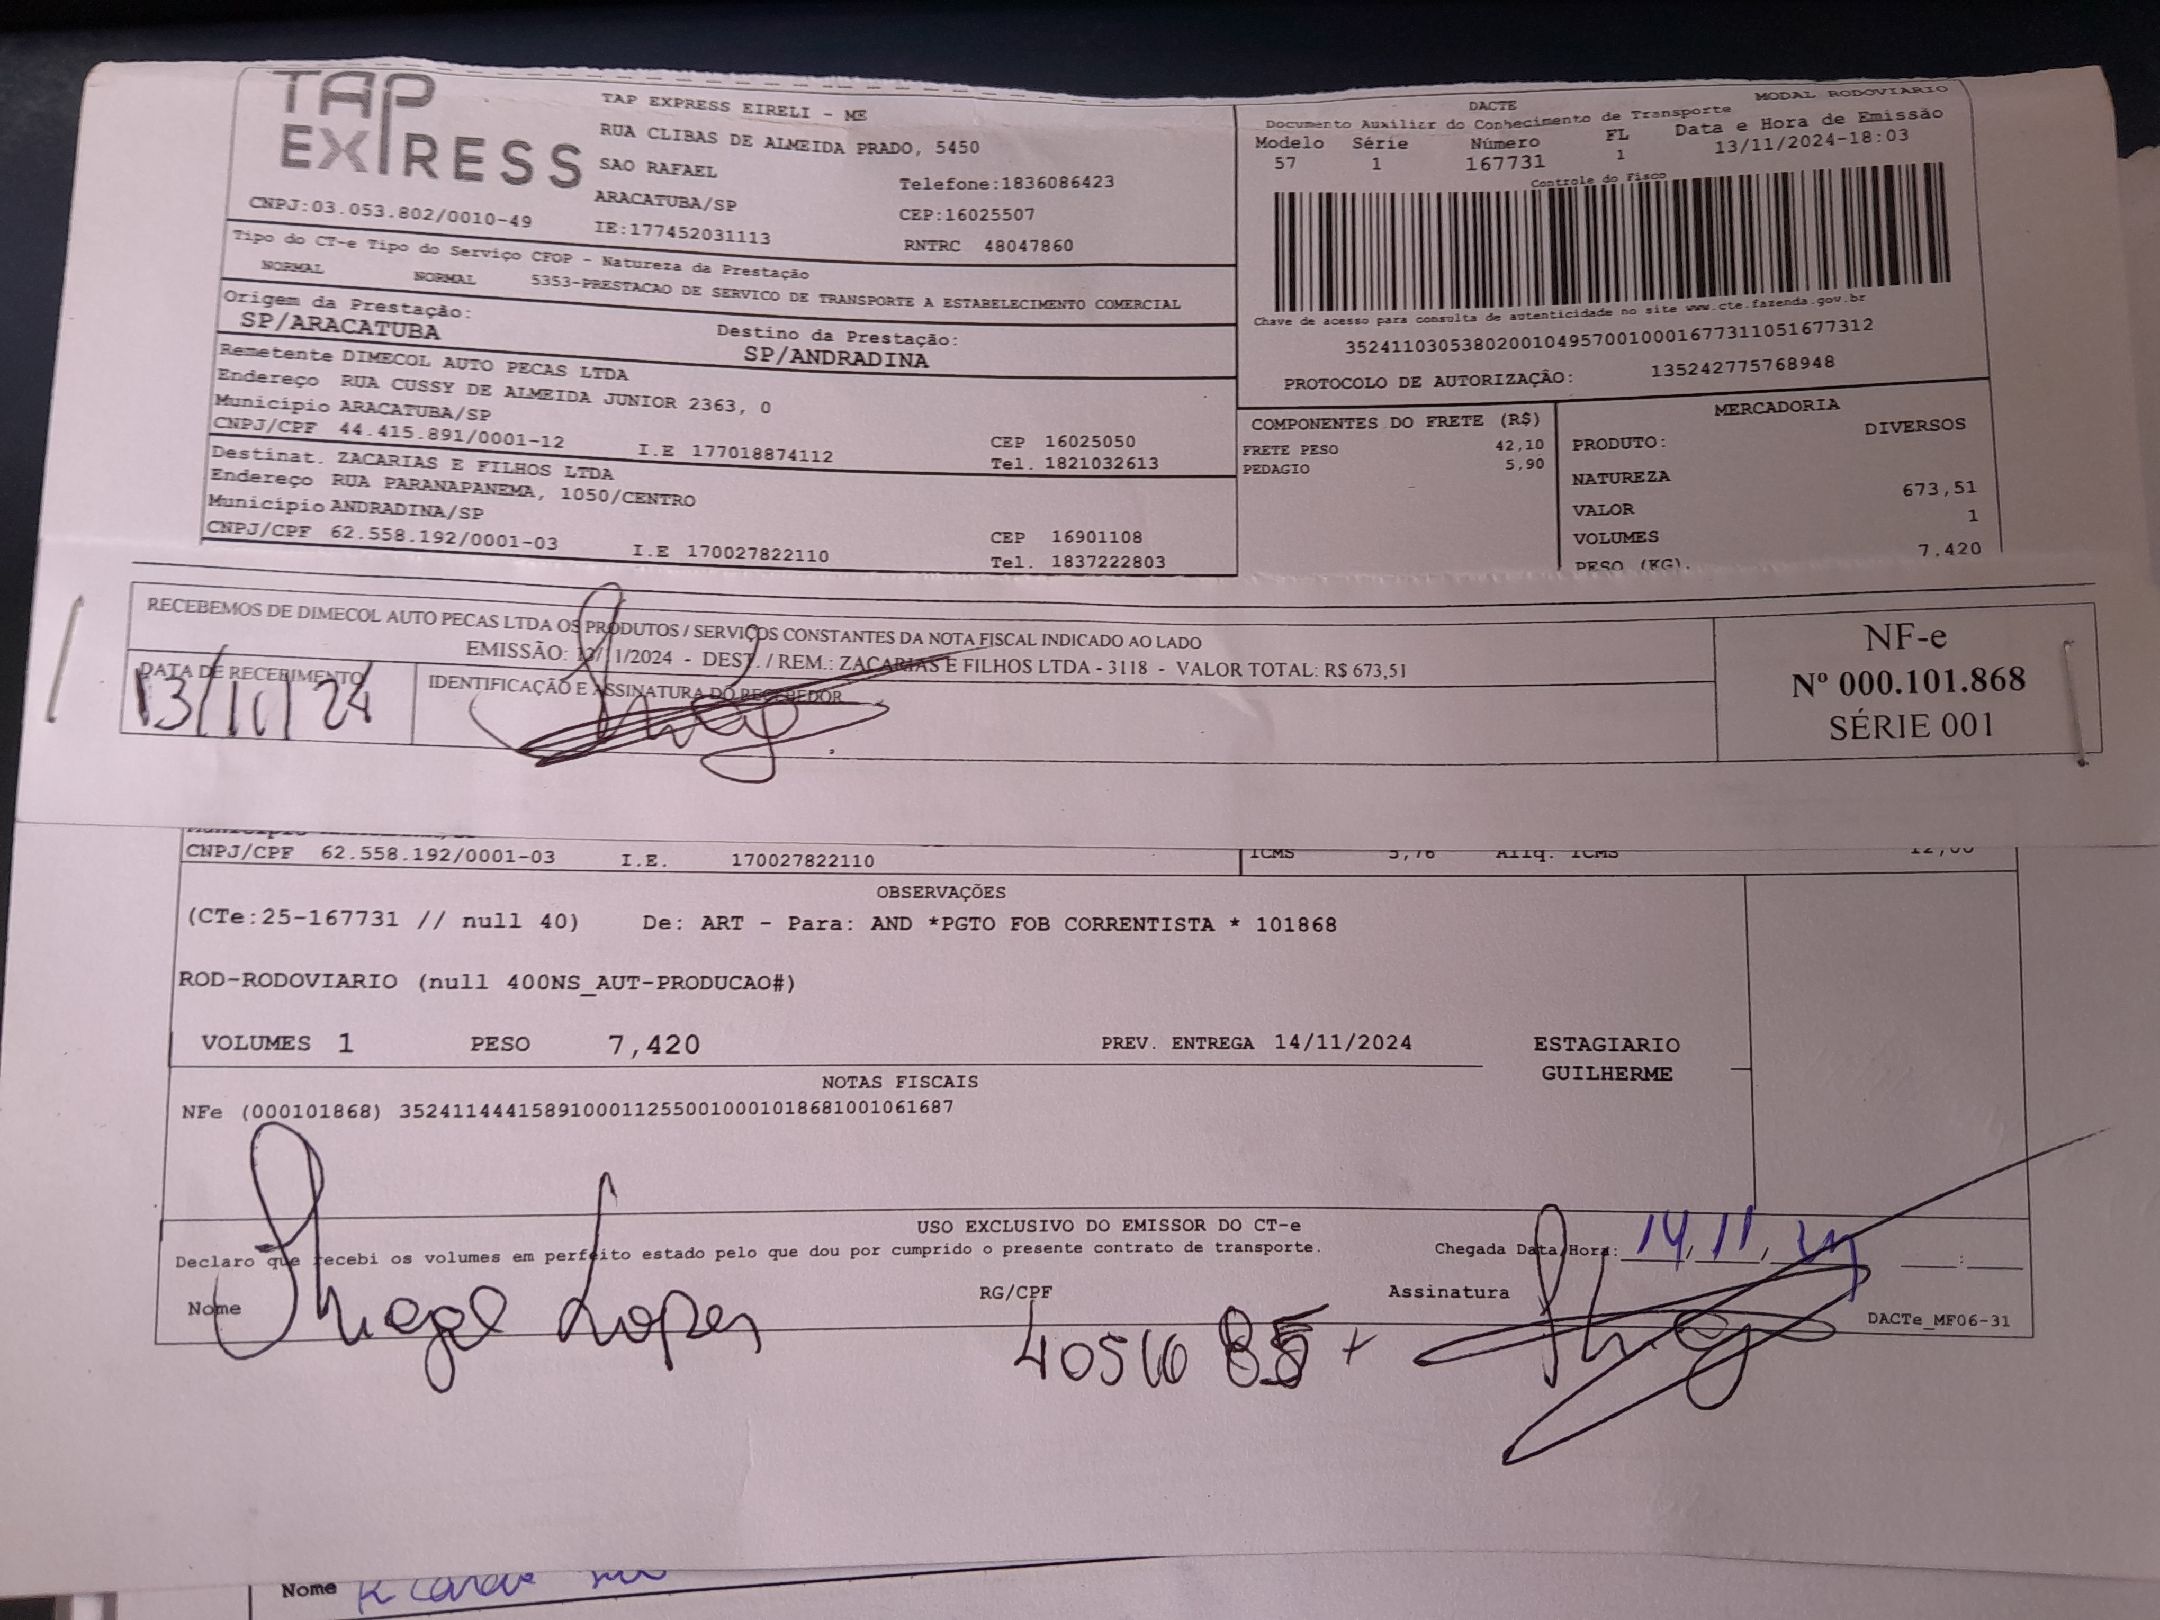 TAP EXPRESS
TAP EXPRESS EIRELI - ME
RUA CLIBAS DE ALMEIDA PRADO, 5450
SAO RAFAEL
Telefone:1836086423
ARACATUBA/SP
CEP:16025507
CNPJ:03.053.802/0010-49
IE:177452031113
RNTRC 48047860
Tipo do CT-e Tipo do Serviço CFOP - Natureza da Prestação
NORMAL NORMAL 5353-PRESTACAO DE SERVICO DE TRANSPORTE A ESTABELECIMENTO COMERCIAL
Origem da Prestação:
SP/ARACATUBA
Destino da Prestação:
SP/ANDRADINA
Remetente DIMECOL AUTO PECAS LTDA
Endereço RUA CUSSY DE ALMEIDA JUNIOR 2363, 0
Município ARACATUBA/SP
CEP 16025050
CNPJ/CPF 44.415.891/0001-12 I.E 177018874112
Tel. 1821032613
Destinat. ZACARIAS E FILHOS LTDA
Endereço RUA PARANAPANEMA, 1050/CENTRO
Município ANDRADINA/SP
CEP 16901108
CNPJ/CPF 62.558.192/0001-03 I.E 170027822110
Tel. 1837222803
DACTE MODAL RODOVIARIO
Documento Auxiliar do Conhecimento de Transporte
Modelo Série Número FL Data e Hora de Emissão
57 1 167731 1 13/11/2024-18:03
Controle do Fisco
Chave de acesso para consulta de autenticidade no site www.cte.fazenda.gov.br
35241103053802001049570010001677311051677312
PROTOCOLO DE AUTORIZAÇÃO: 135242775768948
COMPONENTES DO FRETE (R$)
FRETE PESO 42,10
PEDAGIO 5,90
MERCADORIA
PRODUTO: DIVERSOS
NATUREZA
VALOR 673,51
VOLUMES 1
PESO (KG). 7,420
RECEBEMOS DE DIMECOL AUTO PECAS LTDA OS PRODUTOS / SERVIÇOS CONSTANTES DA NOTA FISCAL INDICADO AO LADO
EMISSÃO: 13/11/2024 - DEST. / REM.: ZACARIAS E FILHOS LTDA - 3118 - VALOR TOTAL: R$ 673,51
DATA DE RECEBIMENTO
13/10/24
IDENTIFICAÇÃO E ASSINATURA DO RECEBEDOR
NF-e
Nº 000.101.868
SÉRIE 001
CNPJ/CPF 62.558.192/0001-03 I.E. 170027822110
ICMS 5,76 Aliq. ICMS 12,00
OBSERVAÇÕES
(CTe:25-167731 // null 40) De: ART - Para: AND *PGTO FOB CORRENTISTA * 101868
ROD-RODOVIARIO (null 400NS_AUT-PRODUCAO#)
VOLUMES 1 PESO 7,420 PREV. ENTREGA 14/11/2024
ESTAGIARIO
GUILHERME
NOTAS FISCAIS
NFe (000101868) 35241144415891000112550010001018681001061687
USO EXCLUSIVO DO EMISSOR DO CT-e
Declaro que recebi os volumes em perfeito estado pelo que dou por cumprido o presente contrato de transporte.
Chegada Data/Hora: 14, 11, 24 :
Nome
RG/CPF
Assinatura
Lopes
DACTe_MF06-31
Nome